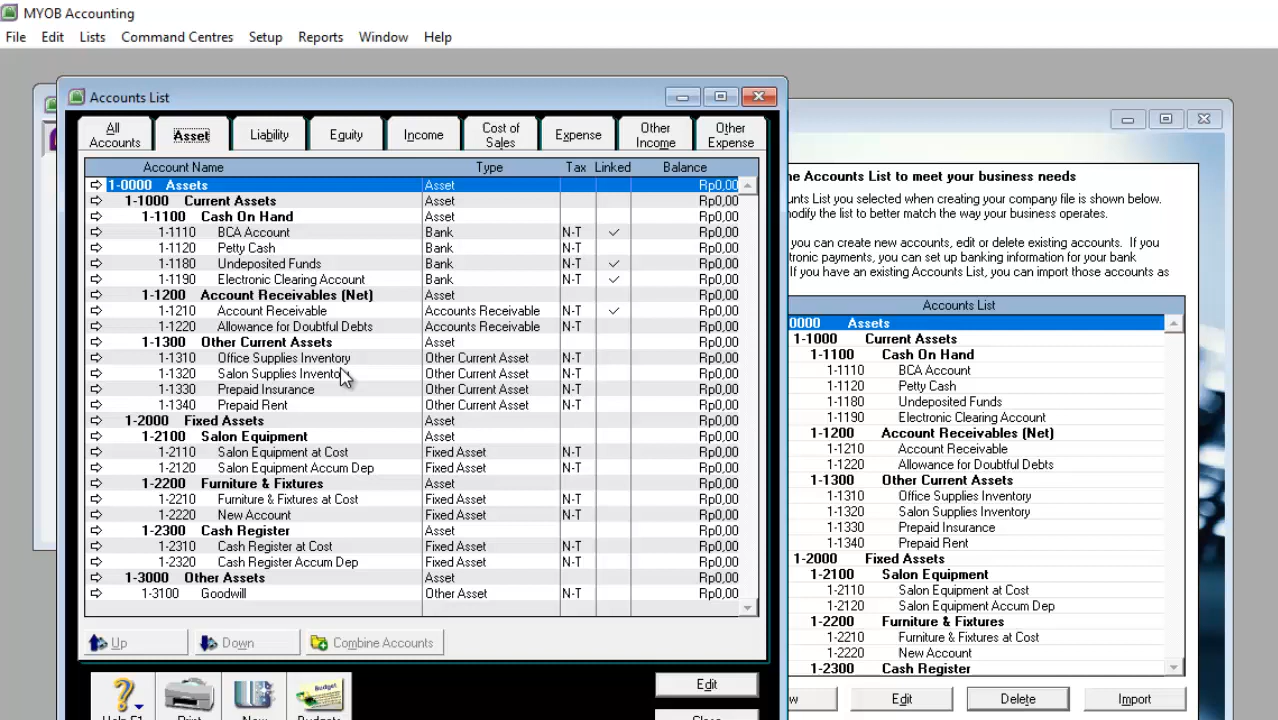 MYOB Accounting
File Edit Lists Command Centres Setup Reports Window Help
Accounts List
All Accounts Asset Liability Equity Income Cost of Sales Expense Other Income Other Expense
Account Name Type Tax Linked Balance
1-0000 Assets Asset Rp0,00
1-1000 Current Assets Asset Rp0,00
1-1100 Cash On Hand Asset Rp0,00
1-1110 BCA Account Bank N-T Rp0,00
1-1120 Petty Cash Bank N-T Rp0,00
1-1180 Undeposited Funds Bank N-T Rp0,00
1-1190 Electronic Clearing Account Bank N-T Rp0,00
1-1200 Account Receivables (Net) Asset Rp0,00
1-1210 Account Receivable Accounts Receivable N-T Rp0,00
1-1220 Allowance for Doubtful Debts Accounts Receivable N-T Rp0,00
1-1300 Other Current Assets Asset Rp0,00
1-1310 Office Supplies Inventory Other Current Asset N-T Rp0,00
1-1320 Salon Supplies Inventory Other Current Asset N-T Rp0,00
1-1330 Prepaid Insurance Other Current Asset N-T Rp0,00
1-1340 Prepaid Rent Other Current Asset N-T Rp0,00
1-2000 Fixed Assets Asset Rp0,00
1-2100 Salon Equipment Asset Rp0,00
1-2110 Salon Equipment at Cost Fixed Asset N-T Rp0,00
1-2120 Salon Equipment Accum Dep Fixed Asset N-T Rp0,00
1-2200 Furniture & Fixtures Asset Rp0,00
1-2210 Furniture & Fixtures at Cost Fixed Asset N-T Rp0,00
1-2220 New Account Fixed Asset N-T Rp0,00
1-2300 Cash Register Asset Rp0,00
1-2310 Cash Register at Cost Fixed Asset N-T Rp0,00
1-2320 Cash Register Accum Dep Fixed Asset N-T Rp0,00
1-3000 Other Assets Asset Rp0,00
1-3100 Goodwill Other Asset N-T Rp0,00
Up Down Combine Accounts
Edit
Help F1 Print New Budgets Close
he Accounts List to meet your business needs
unts List you selected when creating your company file is shown below.
modify the list to better match the way your business operates.
you can create new accounts, edit or delete existing accounts. If you
tronic payments, you can set up banking information for your bank
If you have an existing Accounts List, you can import those accounts as
Accounts List
0000 Assets
1-1000 Current Assets
1-1100 Cash On Hand
1-1110 BCA Account
1-1120 Petty Cash
1-1180 Undeposited Funds
1-1190 Electronic Clearing Account
1-1200 Account Receivables (Net)
1-1210 Account Receivable
1-1220 Allowance for Doubtful Debts
1-1300 Other Current Assets
1-1310 Office Supplies Inventory
1-1320 Salon Supplies Inventory
1-1330 Prepaid Insurance
1-1340 Prepaid Rent
1-2000 Fixed Assets
1-2100 Salon Equipment
1-2110 Salon Equipment at Cost
1-2120 Salon Equipment Accum Dep
1-2200 Furniture & Fixtures
1-2210 Furniture & Fixtures at Cost
1-2220 New Account
1-2300 Cash Register
w Edit Delete Import